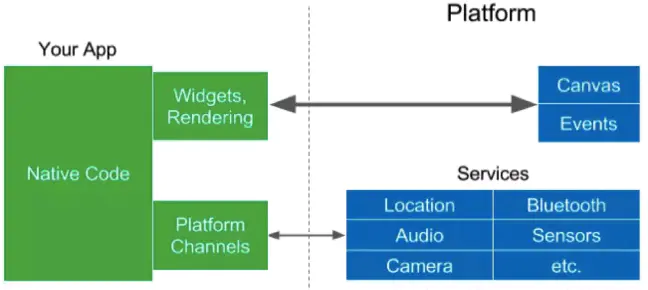 Platform
Your App
Widgets,
Rendering
Canvas
Events
Native Code
Services
Platform
Channels
Location
Bluetooth
Audio
Sensors
Camera
etc.